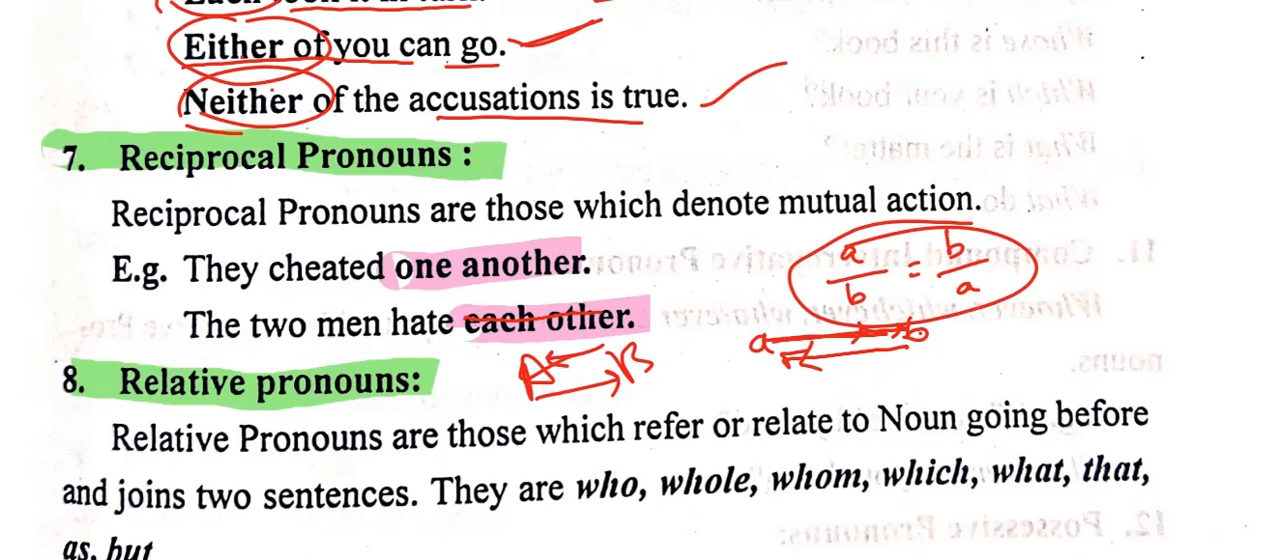 Either of you can go.
Neither of the accusations is true.
7. Reciprocal Pronouns :
Reciprocal Pronouns are those which denote mutual action.
E.g. They cheated one another.
a/b = b/a
The two men hate each other.
a b
A B
8. Relative pronouns:
Relative Pronouns are those which refer or relate to Noun going before
and joins two sentences. They are who, whole, whom, which, what, that,
as, but